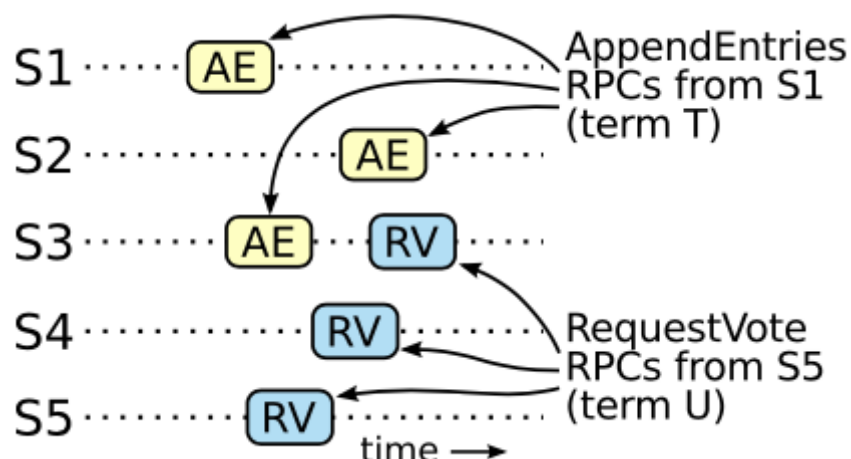 S1
AE
AppendEntries
RPCs from S1
(term T)
S2
AE
S3
AE
RV
S4
RV
RequestVote
RPCs from S5
(term U)
S5
RV
time